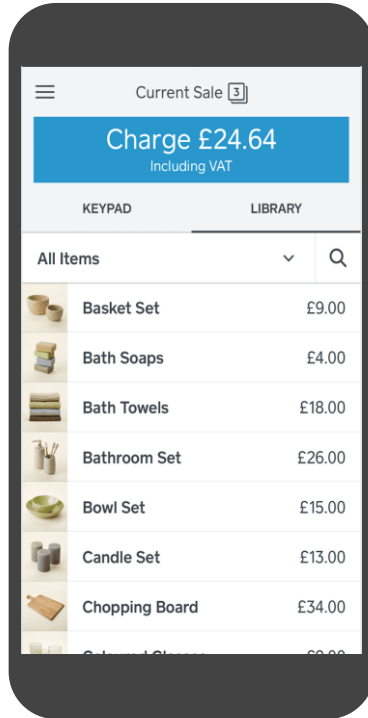 Current Sale 3
Charge £24.64
Including VAT
KEYPAD LIBRARY
All Items
Basket Set £9.00
Bath Soaps £4.00
Bath Towels £18.00
Bathroom Set £26.00
Bowl Set £15.00
Candle Set £13.00
Chopping Board £34.00